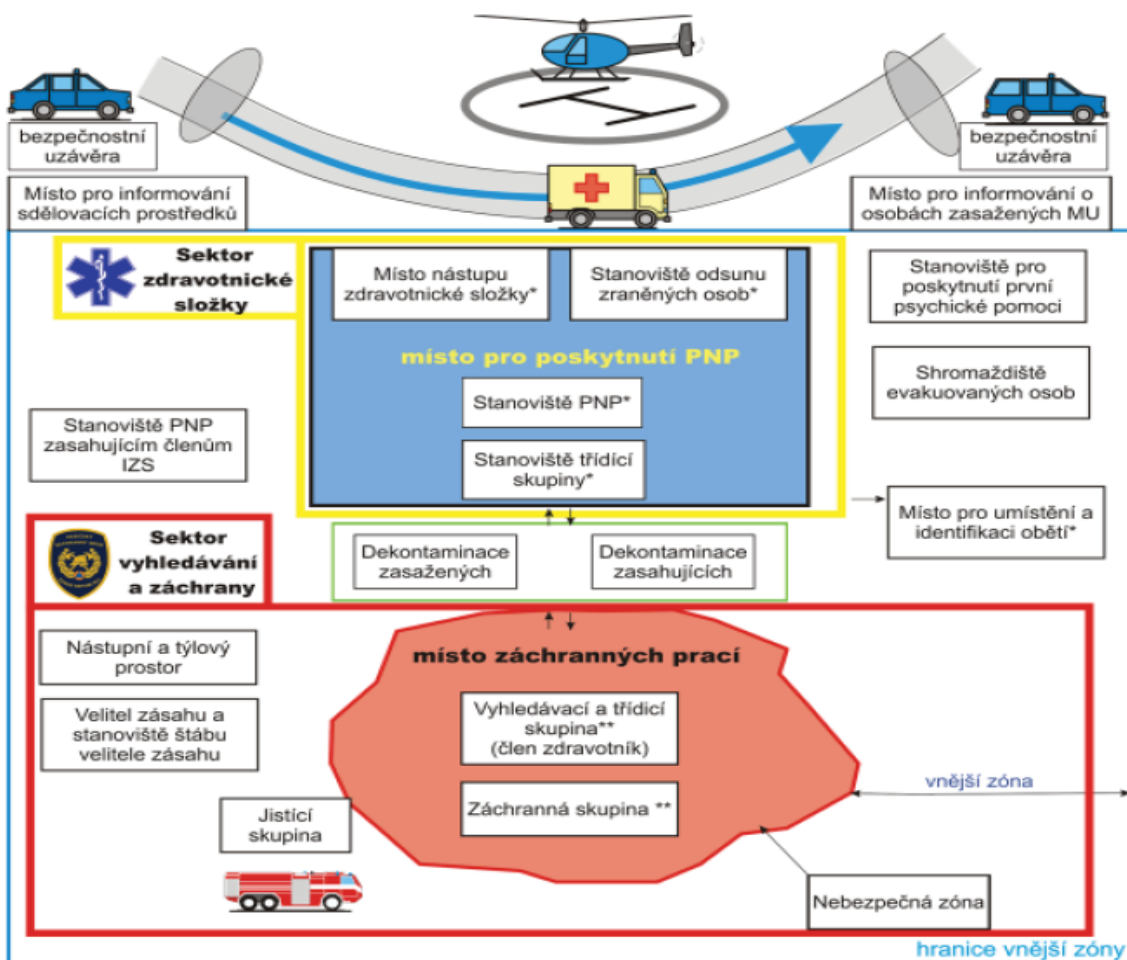 bezpečnostní
uzávěra
bezpečnostní
uzávěra
Místo pro informování
sdělovacích prostředků
Místo pro informování o
osobách zasažených MU
Sektor
zdravotnické
složky
Místo nástupu
zdravotnické složky*
Stanoviště odsunu
zraněných osob*
Stanoviště pro
poskytnutí první
psychické pomoci
místo pro poskytnutí PNP
Shromaždiště
evakuovaných osob
Stanoviště PNP*
Stanoviště PNP
zasahujícím členům
IZS
Stanoviště třídící
skupiny*
Místo pro umístění a
identifikaci obětí*
Sektor
vyhledávání
a záchrany
Dekontaminace
zasažených
Dekontaminace
zasahujících
Nástupní a týlový
prostor
místo záchranných prací
Velitel zásahu a
stanoviště štábu
velitele zásahu
Vyhledávací a třídicí
skupina**
(člen zdravotník)
vnější zóna
Záchranná skupina **
Jistící
skupina
Nebezpečná zóna
hranice vnější zóny